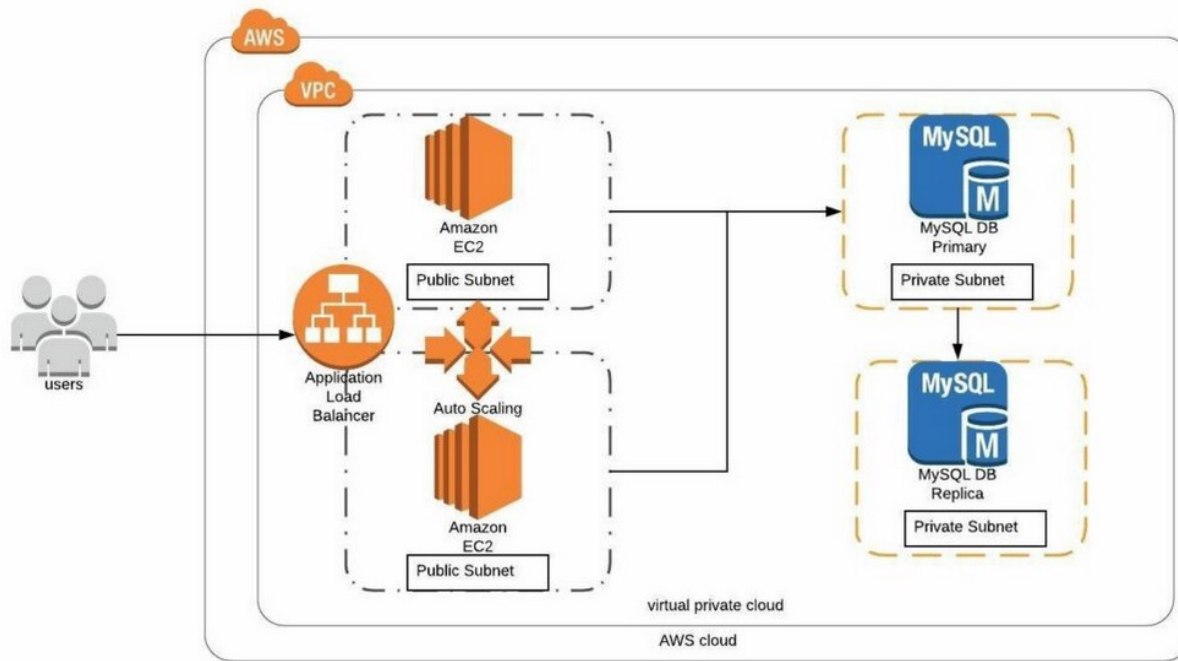 AWS
VPC
MySQL
M
Amazon
EC2
MySQL DB
Primary
Public Subnet
Private Subnet
users
Application
Load
Balancer
Auto Scaling
MySQL
M
Amazon
EC2
MySQL DB
Replica
Public Subnet
Private Subnet
virtual private cloud
AWS cloud